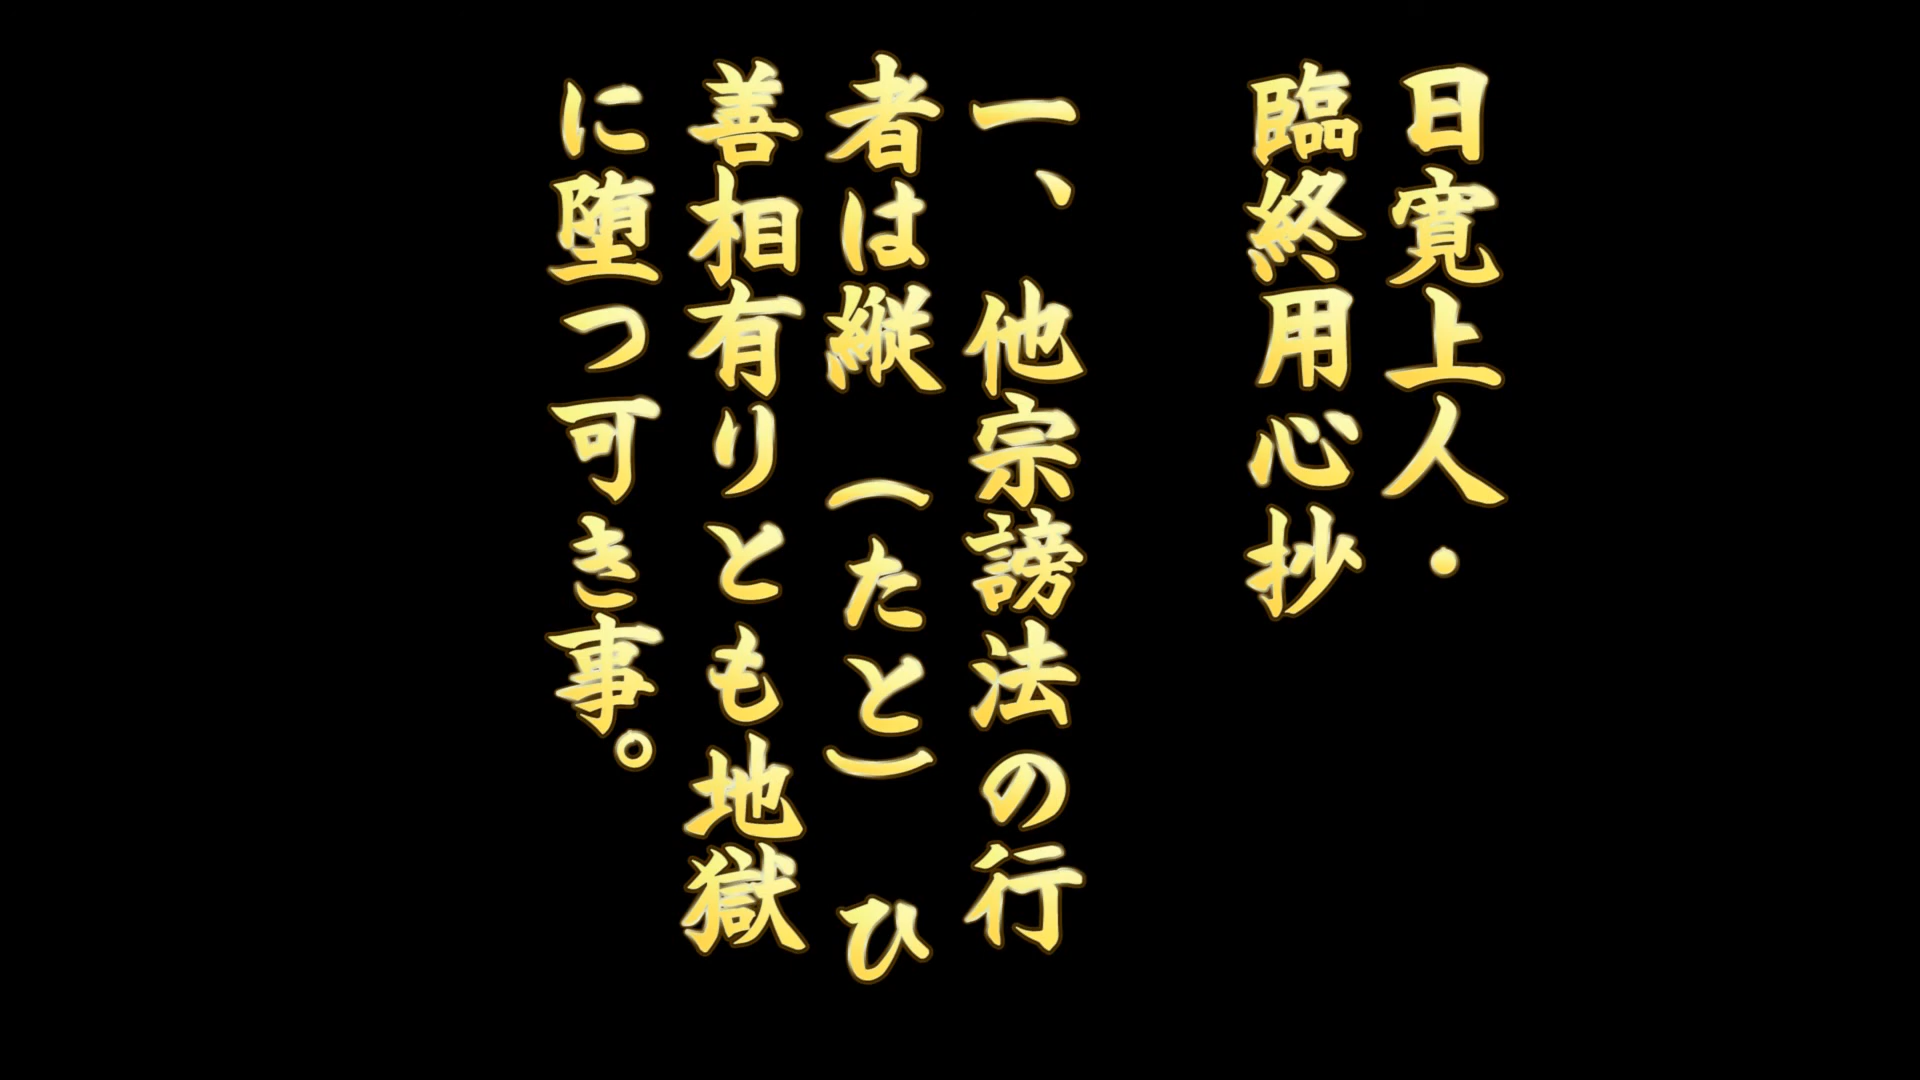 日寛上人・
臨終用心抄
一、他宗謗法の行
者は縦（たと）ひ
善相有りとも地獄
に堕つ可き事。